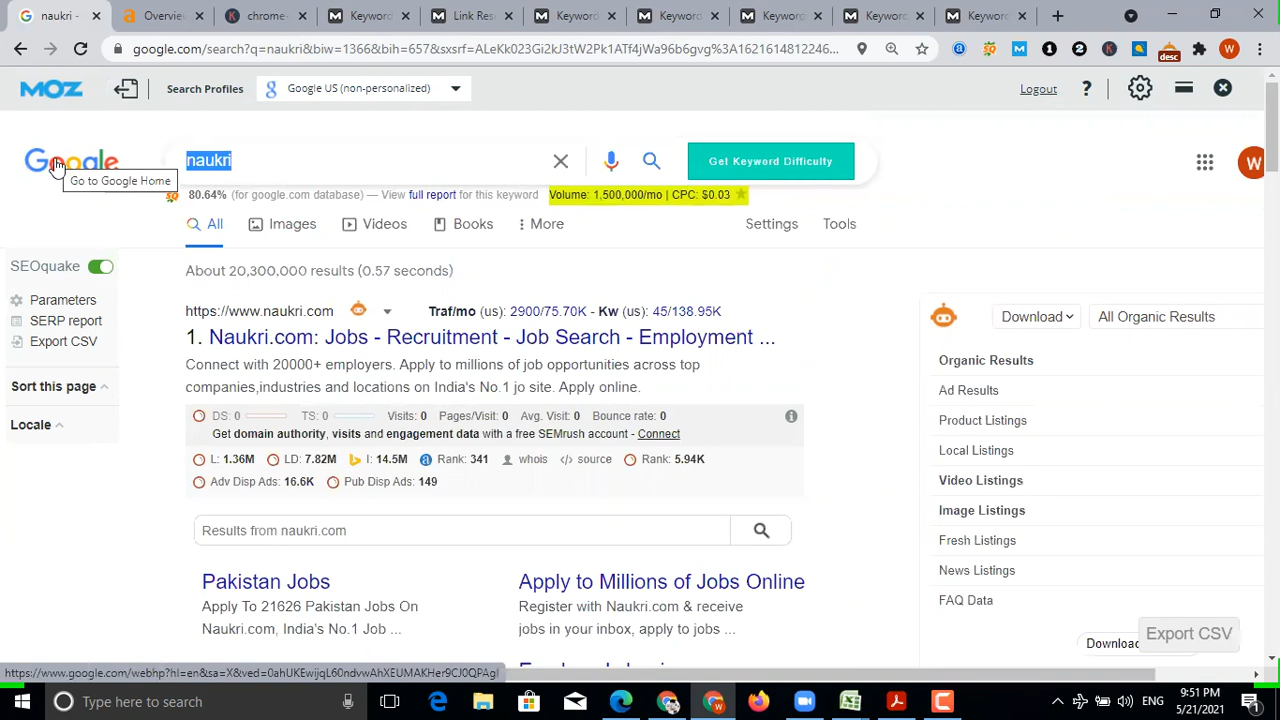 naukri -
Overview
chrome-
Keyword
Link Res
Keyword
Keyword
Keyword
Keyword
Keyword
google.com/search?q=naukri&biw=1366&bih=657&sxsrf=ALeKk023Gi2kJ3tW2Pk1ATf4jWa96b6gvg%3A1621614812246...
desc
W
MOZ
Search Profiles
Google US (non-personalized)
Logout
?
Google
naukri
Get Keyword Difficulty
W
Go to Google Home
80.64% (for google.com database) — View full report for this keyword
Volume: 1,500,000/mo | CPC: $0.03
All
Images
Videos
Books
More
Settings
Tools
SEOquake
About 20,300,000 results (0.57 seconds)
Parameters
SERP report
Export CSV
Sort this page
Locale
https://www.naukri.com
Traf/mo (us): 2900/75.70K - Kw (us): 45/138.95K
1. Naukri.com: Jobs - Recruitment - Job Search - Employment ...
Connect with 20000+ employers. Apply to millions of job opportunities across top
companies,industries and locations on India's No.1 jo site. Apply online.
DS: 0 TS: 0 Visits: 0 Pages/Visit: 0 Avg. Visit: 0 Bounce rate: 0
Get domain authority, visits and engagement data with a free SEMrush account - Connect
L: 1.36M LD: 7.82M I: 14.5M Rank: 341 whois source Rank: 5.94K
Adv Disp Ads: 16.6K Pub Disp Ads: 149
Results from naukri.com
Pakistan Jobs
Apply To 21626 Pakistan Jobs On
Naukri.com, India's No.1 Job ...
Apply to Millions of Jobs Online
Register with Naukri.com & receive
jobs in your inbox, apply to jobs ...
Download
All Organic Results
Organic Results
Ad Results
Product Listings
Local Listings
Video Listings
Image Listings
Fresh Listings
News Listings
FAQ Data
Download
Export CSV
Type here to search
ENG
9:51 PM
5/21/2021